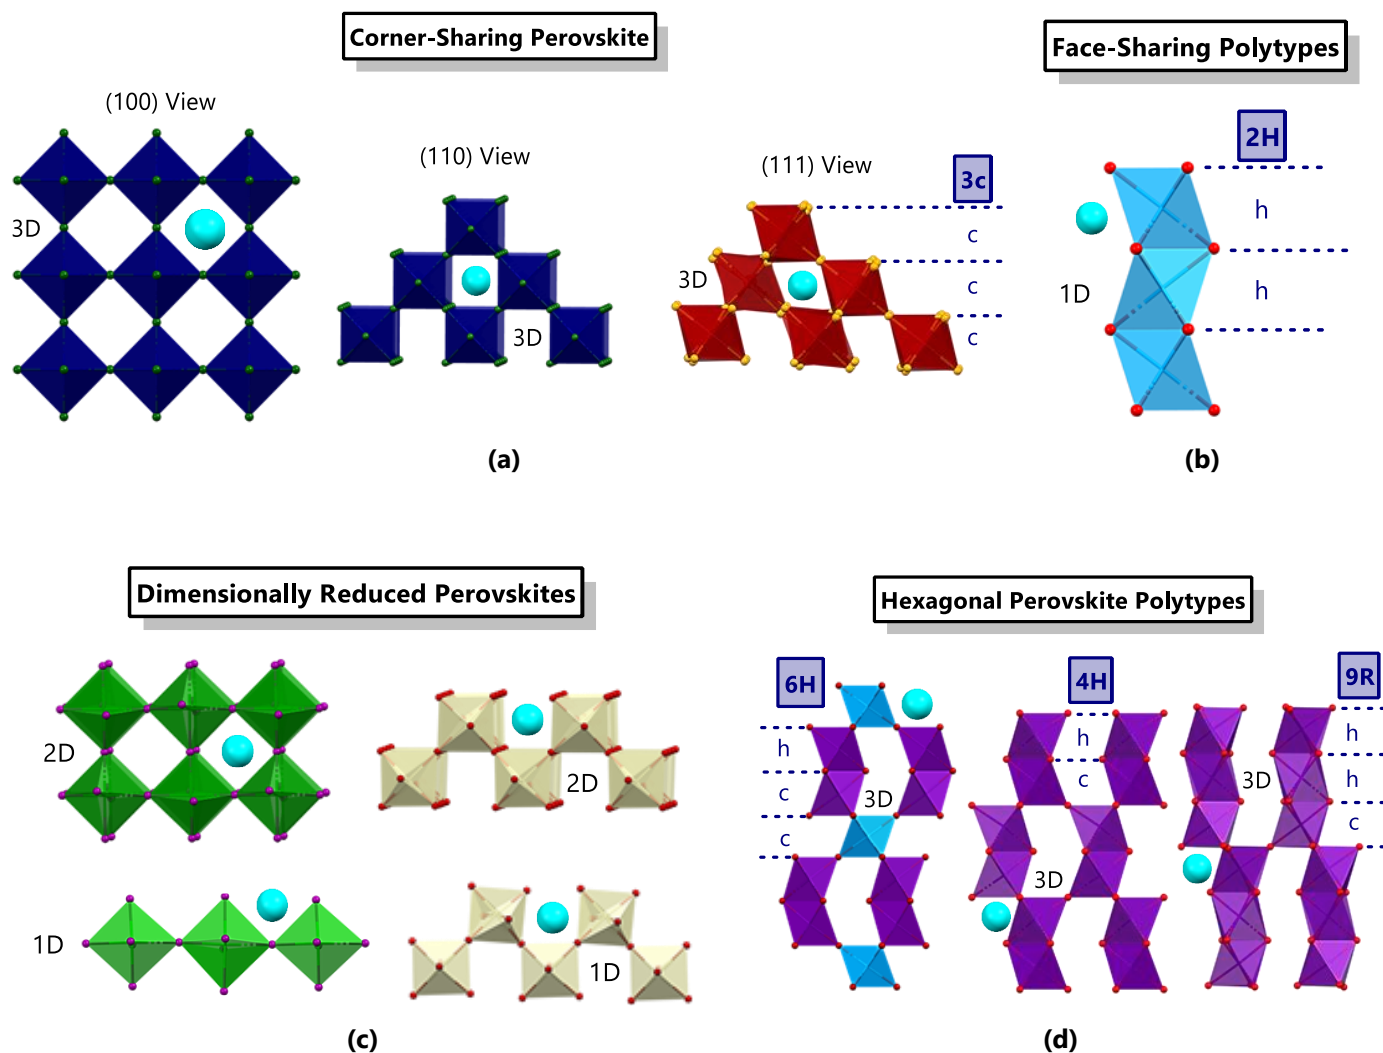 Corner-Sharing Perovskite
(100) View
3D
(110) View
3D
(111) View
3D
3c
c
c
c
(a)
Face-Sharing Polytypes
2H
h
h
1D
(b)
Dimensionally Reduced Perovskites
2D
2D
1D
1D
(c)
Hexagonal Perovskite Polytypes
6H
h
c
c
3D
4H
h
c
3D
9R
h
h
c
3D
(d)